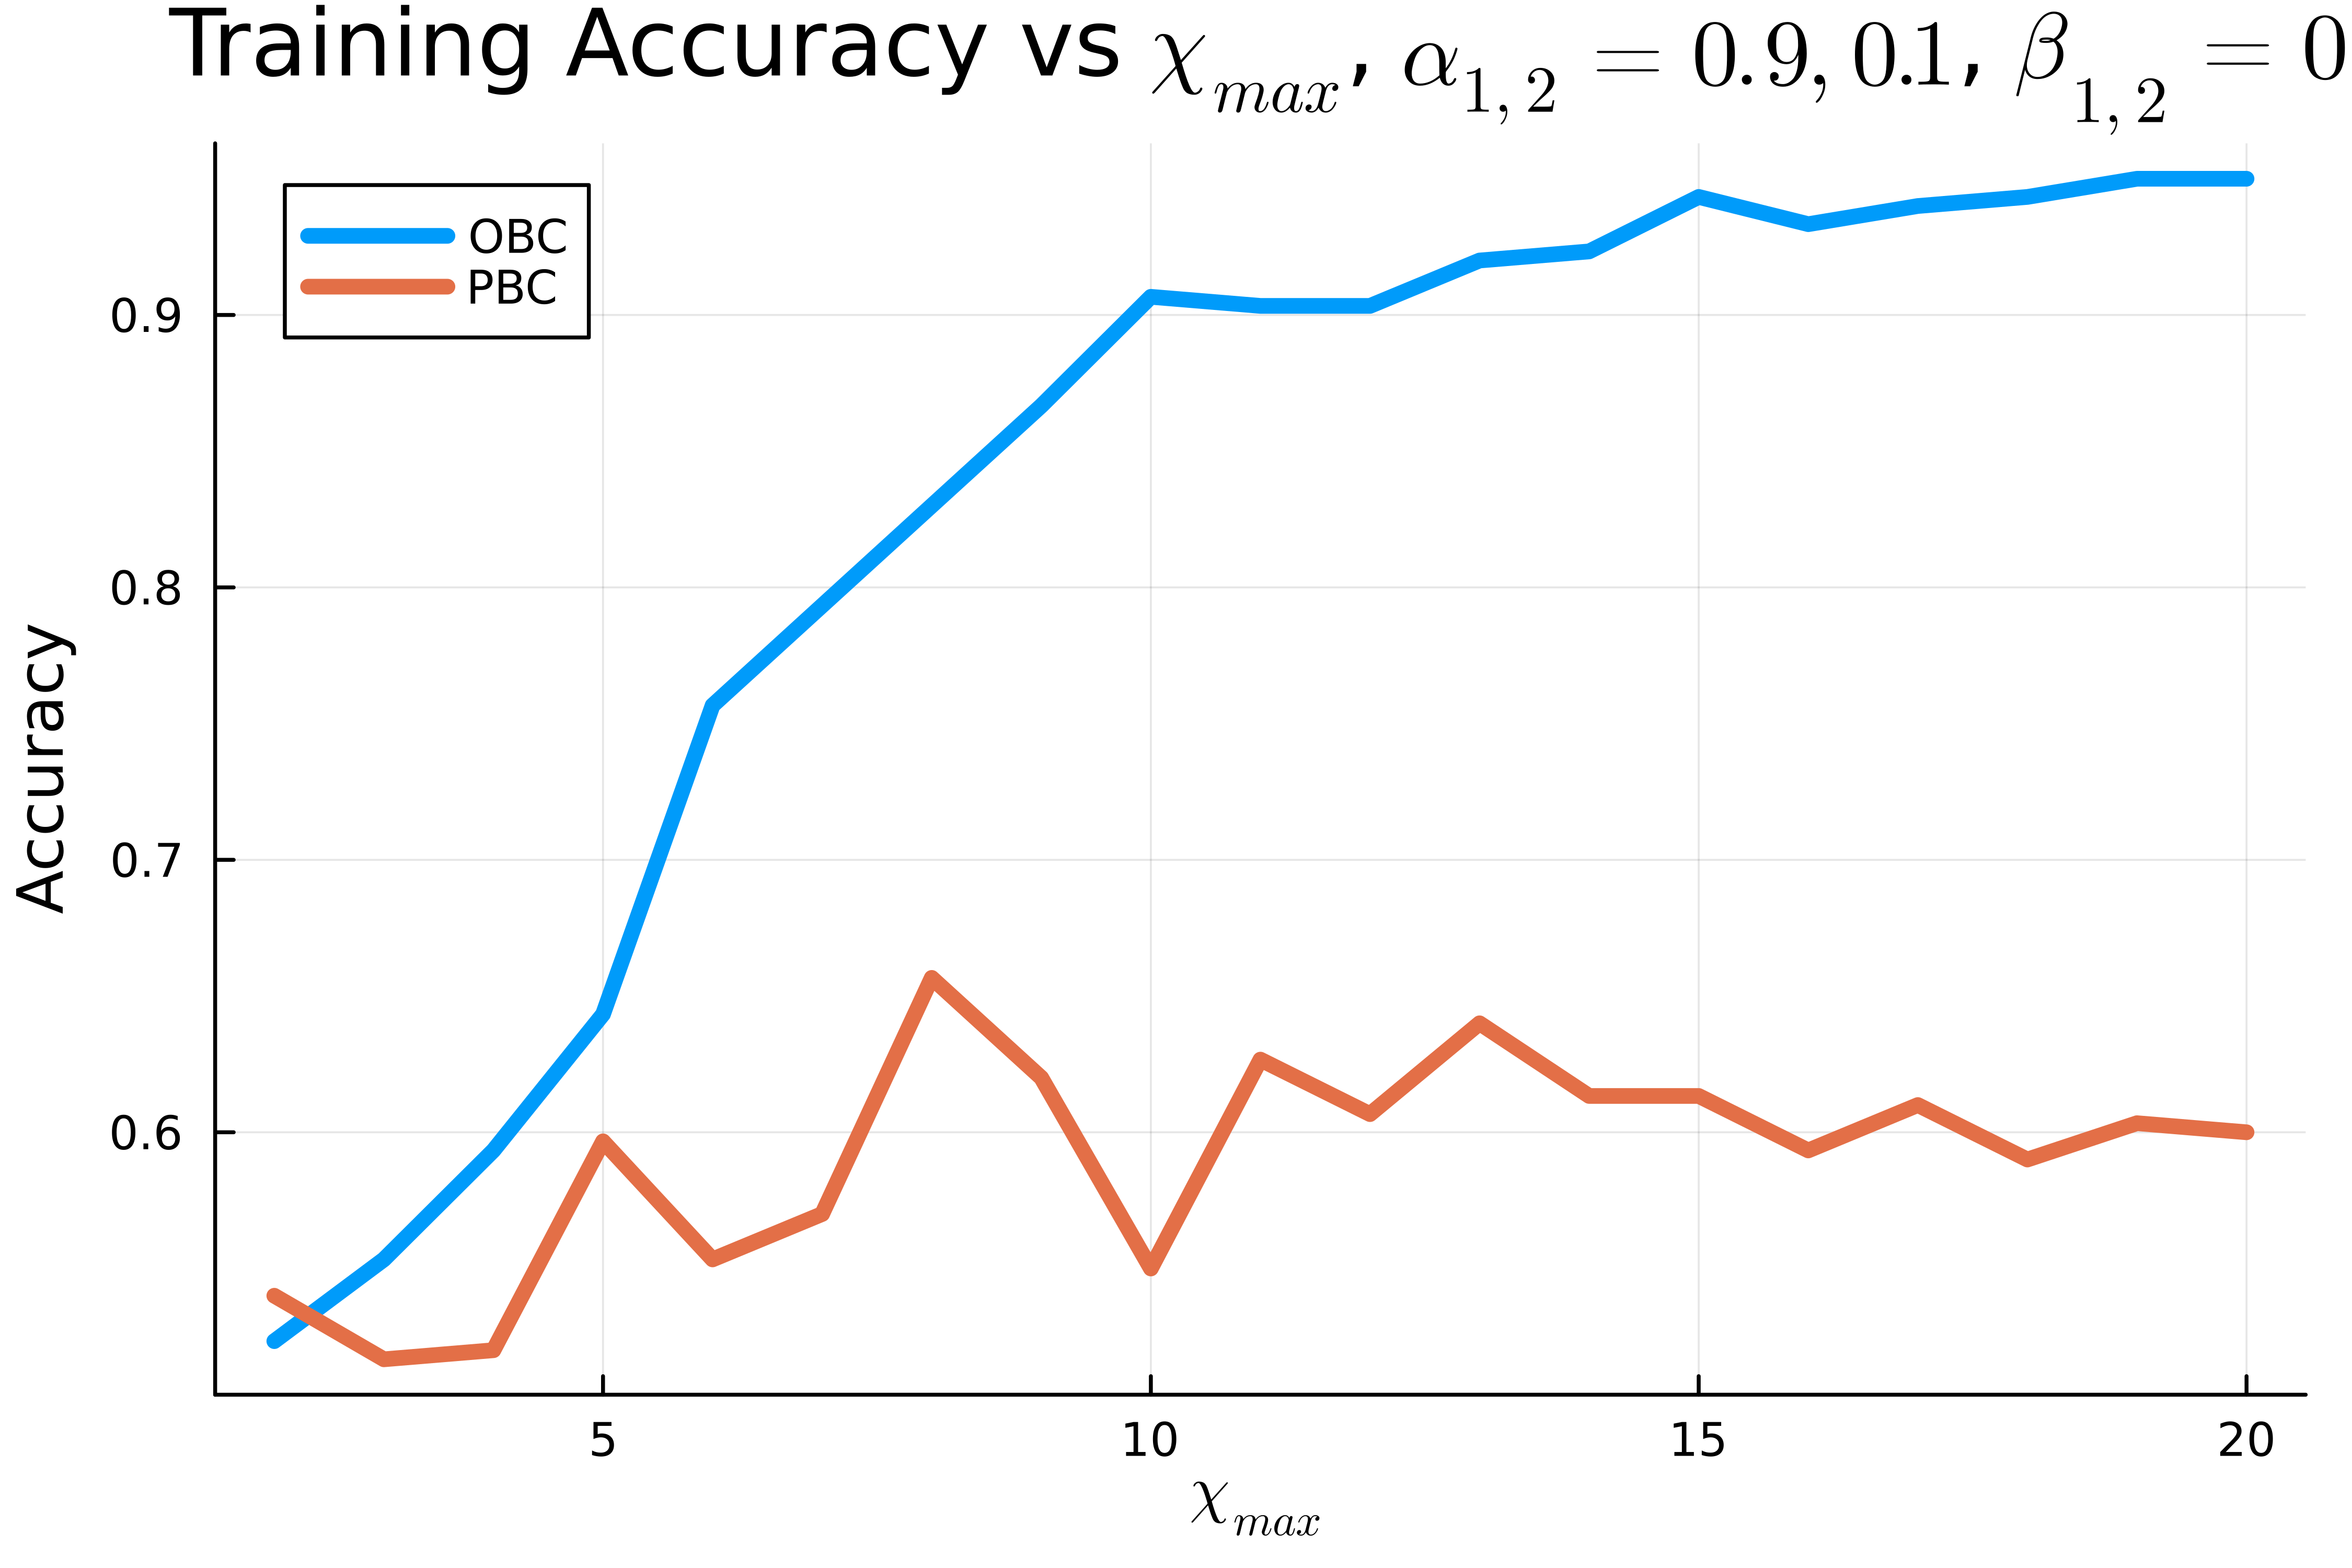 Training Accuracy vs χ_max. α_1,2 = 0.9, 0.1, β_1,2 = 0
OBC
PBC
0.9
0.8
0.7
0.6
Accuracy
5 10 15 20
χ_max